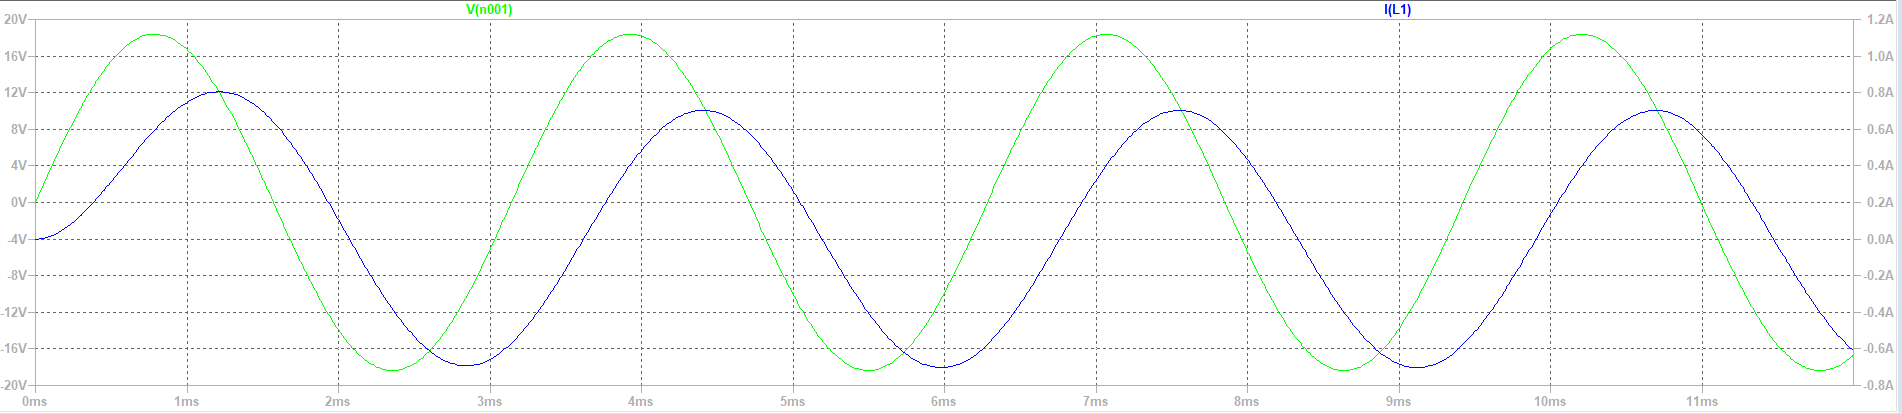 V(n001) I(L1)
20V 1.2A
16V 1.0A
12V 0.8A
8V 0.6A
4V 0.4A
0V 0.2A
-4V 0.0A
-8V -0.2A
-12V -0.4A
-16V -0.6A
-20V -0.8A
0ms 1ms 2ms 3ms 4ms 5ms 6ms 7ms 8ms 9ms 10ms 11ms